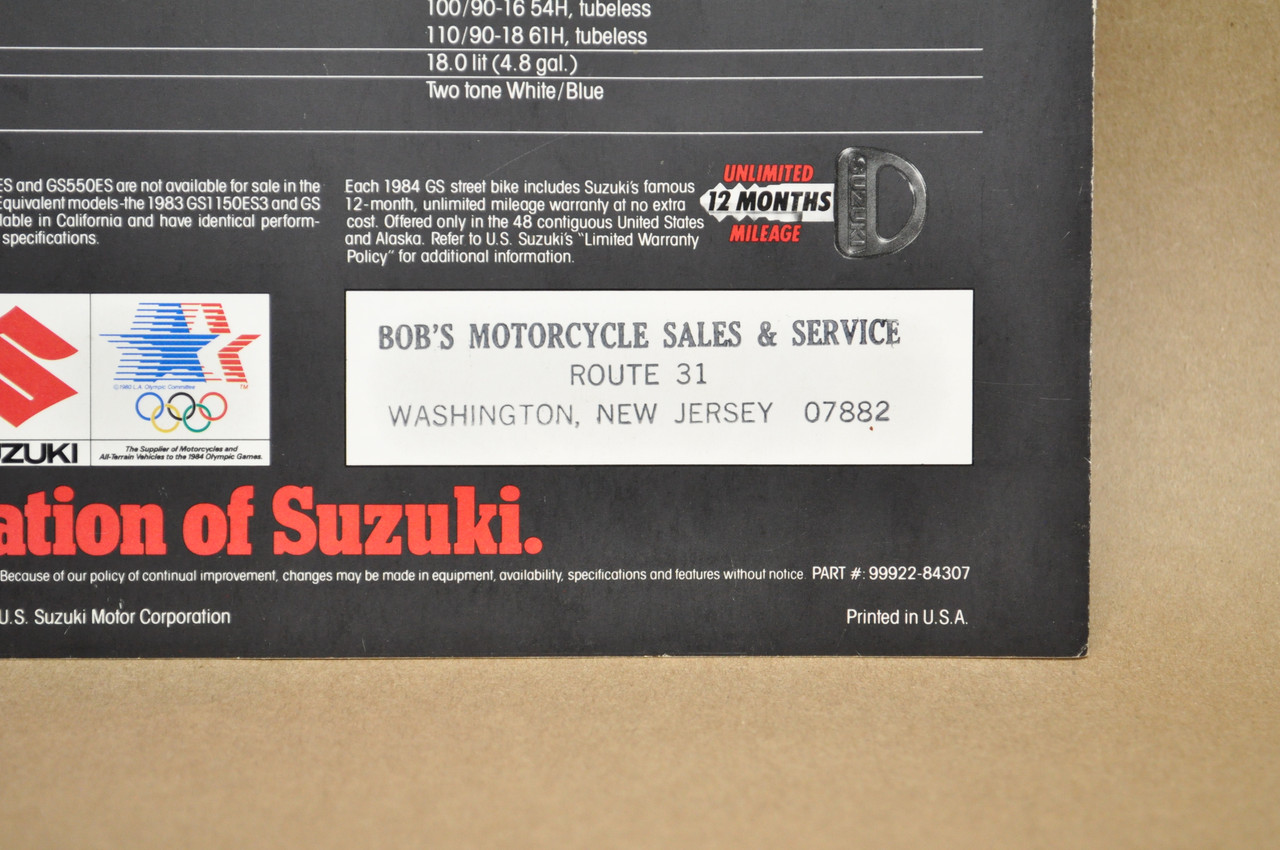 100/90-16 54H, tubeless
110/90-18 61H, tubeless
18.0 lit (4.8 gal.)
Two tone White/Blue
ES and GS550ES are not available for sale in the
Equivalent models-the 1983 GS1150ES3 and GS
lable in California and have identical perform-
specifications.
Each 1984 GS street bike includes Suzuki's famous
12-month, unlimited mileage warranty at no extra
cost. Offered only in the 48 contiguous United States
and Alaska. Refer to U.S. Suzuki's "Limited Warranty
Policy" for additional information.
UNLIMITED
12 MONTHS
MILEAGE
SUZUKI
©1980 L.A. Olympic Committee TM
UZUKI
The Supplier of Motorcycles and
All-Terrain Vehicles to the 1984 Olympic Games.
BOB'S MOTORCYCLE SALES & SERVICE
ROUTE 31
WASHINGTON, NEW JERSEY 07882
ation of Suzuki.
Because of our policy of continual improvement, changes may be made in equipment, availability, specifications and features without notice. PART #: 99922-84307
U.S. Suzuki Motor Corporation
Printed in U.S.A.